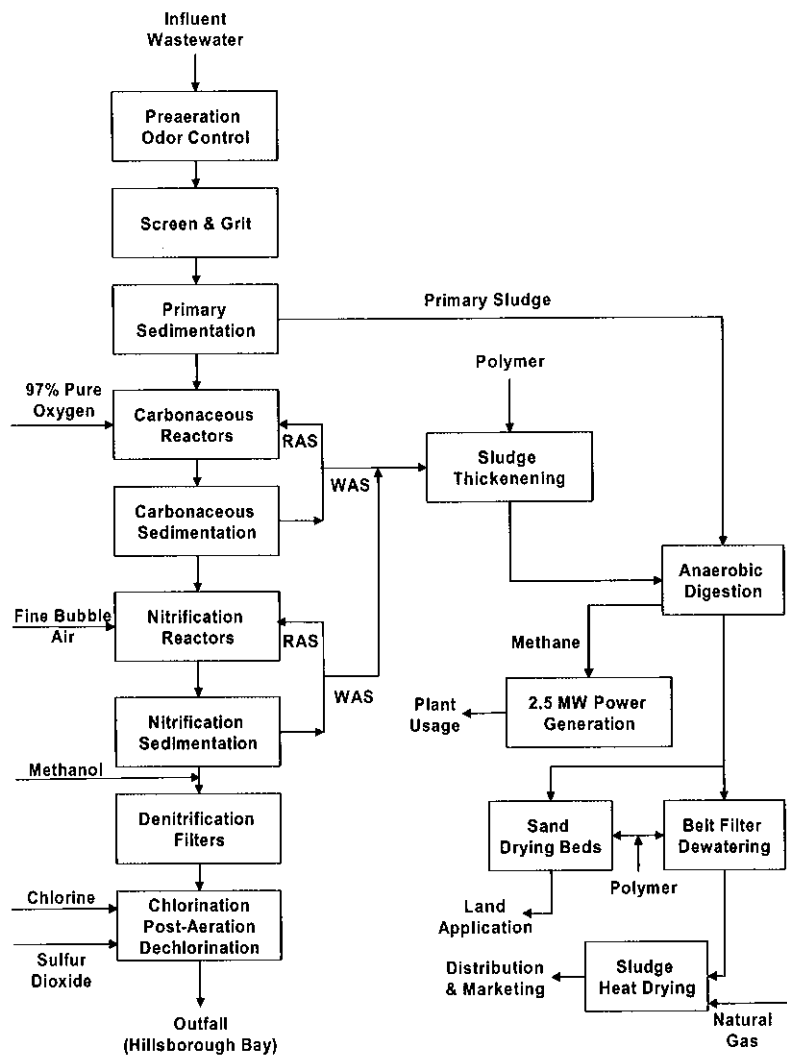 Influent
Wastewater
Preaeration
Odor Control
Screen & Grit
Primary
Sedimentation
Primary Sludge
97% Pure
Oxygen
Carbonaceous
Reactors
RAS
WAS
Polymer
Sludge
Thickenening
Carbonaceous
Sedimentation
Anaerobic
Digestion
Fine Bubble
Air
Nitrification
Reactors
RAS
WAS
Methane
2.5 MW Power
Generation
Plant
Usage
Nitrification
Sedimentation
Methanol
Denitrification
Filters
Sand
Drying Beds
Belt Filter
Dewatering
Polymer
Chlorine
Sulfur
Dioxide
Chlorination
Post-Aeration
Dechlorination
Land
Application
Distribution
& Marketing
Sludge
Heat Drying
Natural
Gas
Outfall
(Hillsborough Bay)